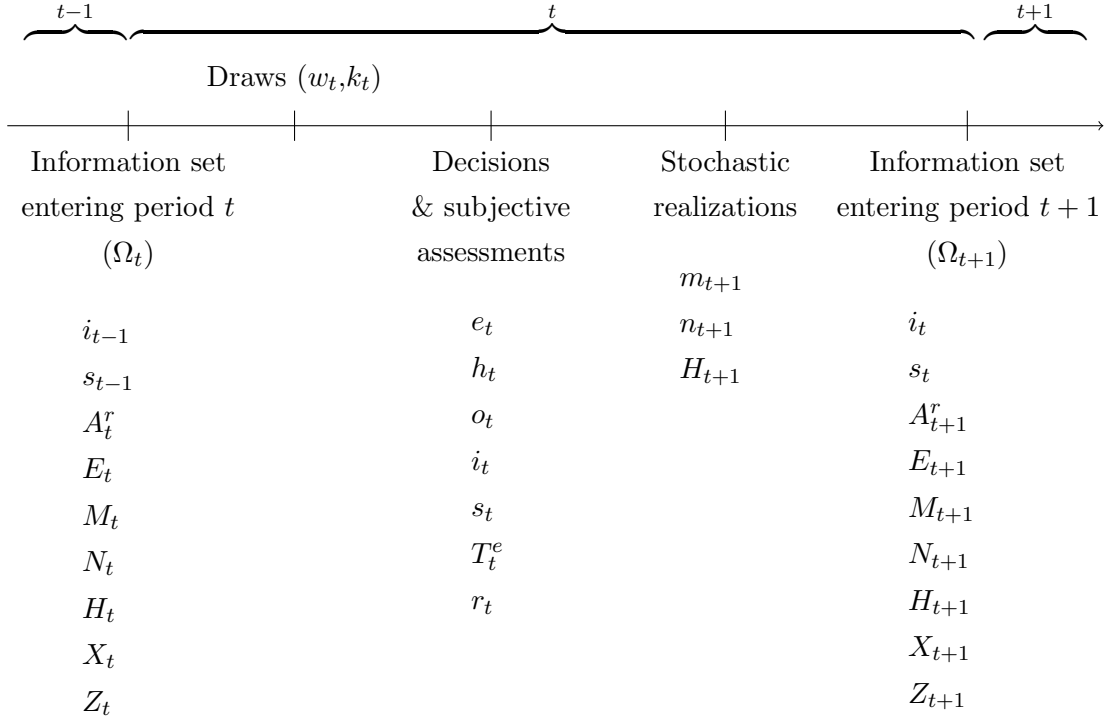 t−1
t
t+1
Draws (w_t,k_t)
Information set
entering period t
(Ω_t)
i_{t−1}
s_{t−1}
A^r_t
E_t
M_t
N_t
H_t
X_t
Z_t
Decisions
& subjective
assessments
e_t
h_t
o_t
i_t
s_t
T^e_t
r_t
Stochastic
realizations
m_{t+1}
n_{t+1}
H_{t+1}
Information set
entering period t + 1
(Ω_{t+1})
i_t
s_t
A^r_{t+1}
E_{t+1}
M_{t+1}
N_{t+1}
H_{t+1}
X_{t+1}
Z_{t+1}